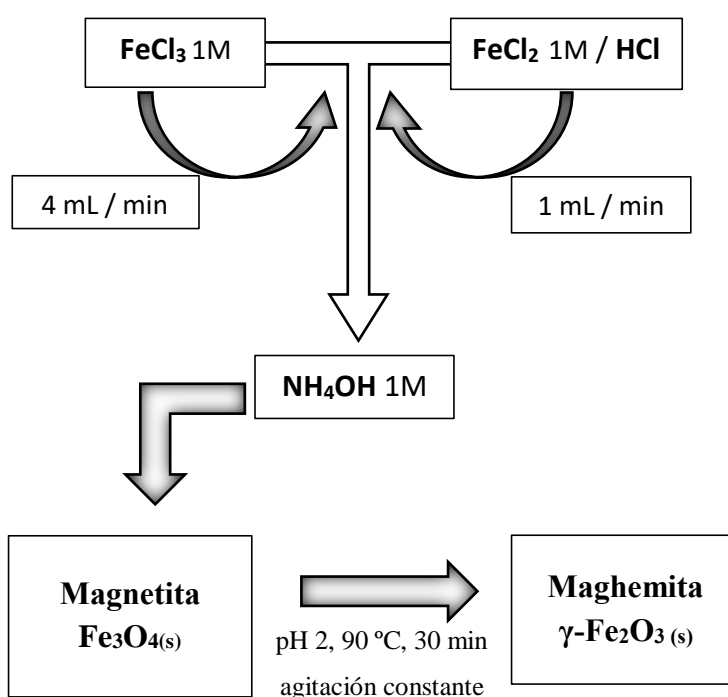 FeCl₃ 1M
FeCl₂ 1M / HCl
4 mL / min
1 mL / min
NH₄OH 1M
Magnetita
Fe₃O₄(s)
pH 2, 90 ºC, 30 min
agitación constante
Maghemita
γ-Fe₂O₃ (s)